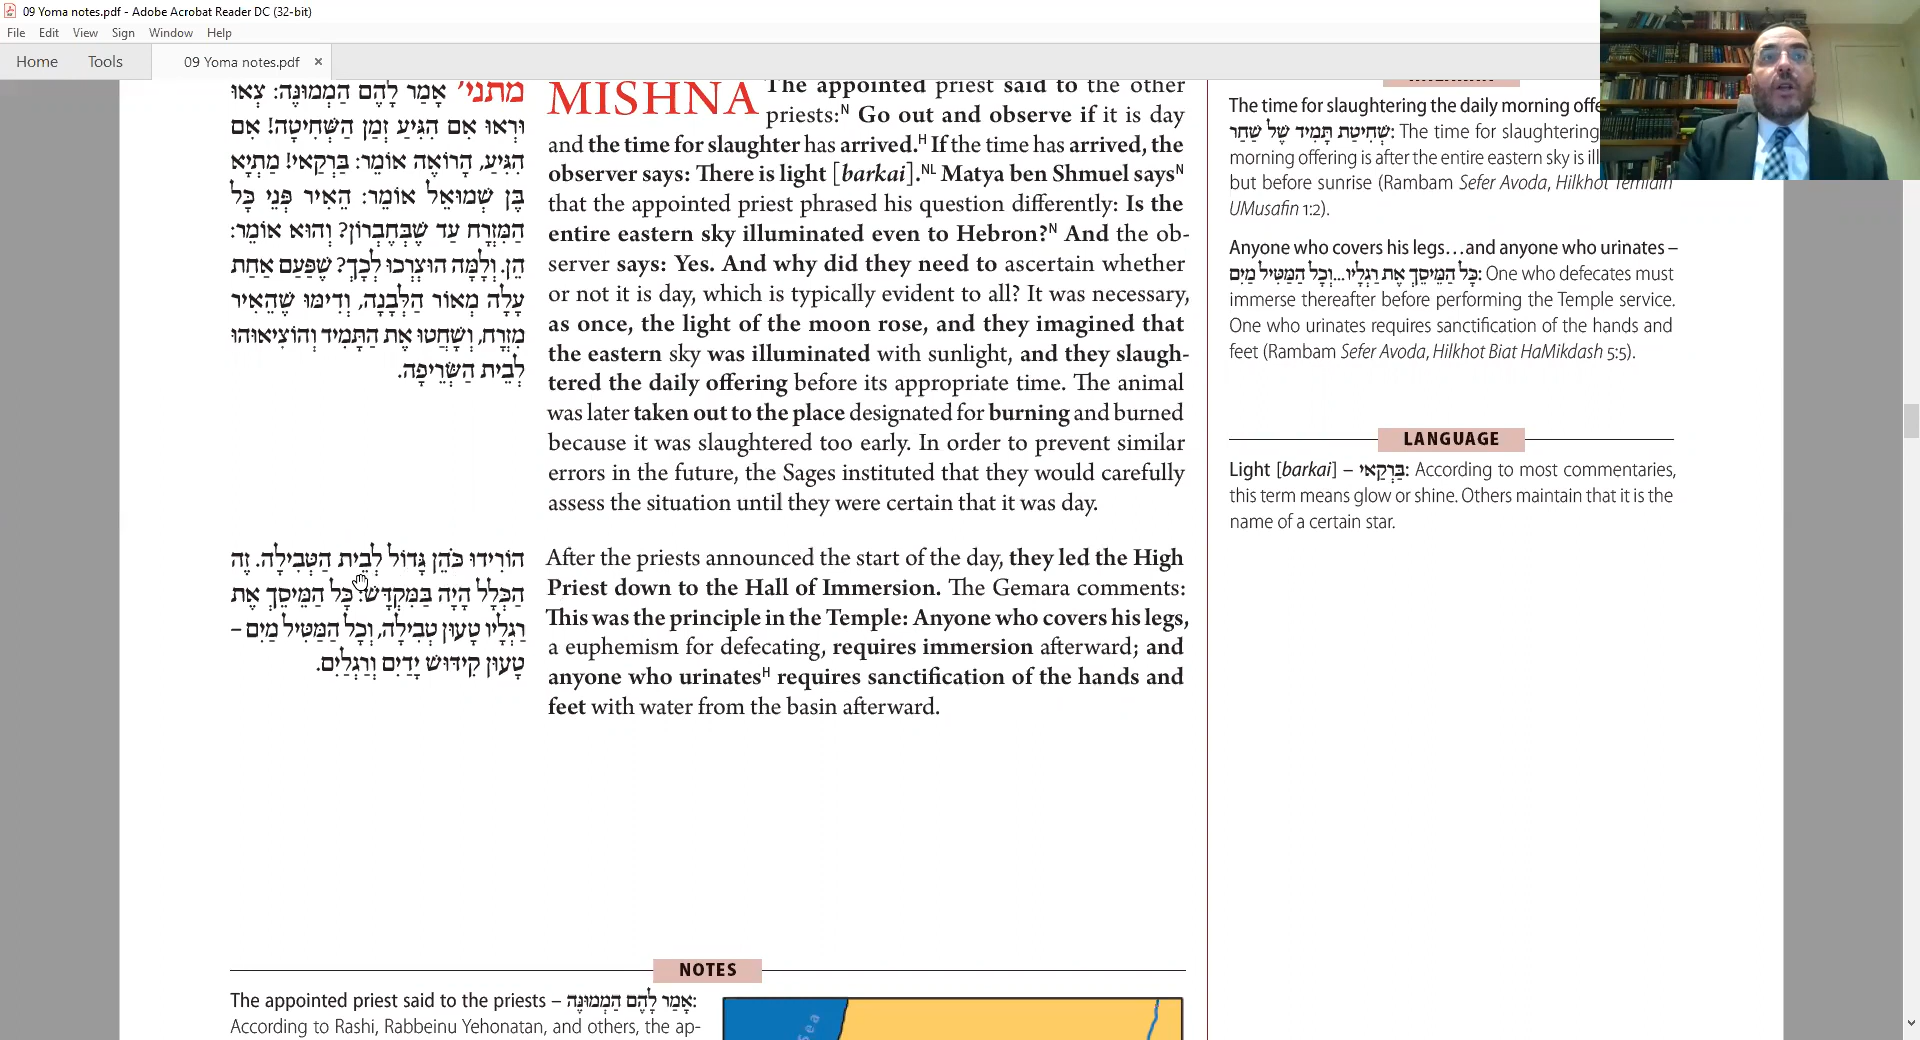 09 Yoma notes.pdf - Adobe Acrobat Reader DC (32-bit)
File Edit View Sign Window Help
Home Tools 09 Yoma notes.pdf ×
מתני׳ אָמַר לָהֶם הַמְמוּנֶּה: צְאוּ
וּרְאוּ אִם הִגִּיעַ זְמַן הַשְּׁחִיטָה! אִם
הִגִּיעַ, הָרוֹאֶה אוֹמֵר: בַּרְקַאי! מַתְיָא
בֶּן שְׁמוּאֵל אוֹמֵר: הֵאִיר פְּנֵי כׇּל
הַמִּזְרָח עַד שֶׁבְּחֶבְרוֹן? וְהוּא אוֹמֵר:
הֵן. וְלָמָּה הוּצְרְכוּ לְכָךְ? שֶׁפַּעַם אַחַת
עָלָה מְאוֹר הַלְּבָנָה, וְדִימּוּ שֶׁהֵאִיר
מִזְרָח, וְשָׁחֲטוּ אֶת הַתָּמִיד וְהוֹצִיאוּהוּ
לְבֵית הַשְּׂרֵיפָה.
MISHNA The appointed priest said to the other
priests:ᴺ Go out and observe if it is day
and the time for slaughter has arrived.ᴴ If the time has arrived, the
observer says: There is light [barkai].ᴺᴸ Matya ben Shmuel saysᴺ
that the appointed priest phrased his question differently: Is the
entire eastern sky illuminated even to Hebron?ᴺ And the ob-
server says: Yes. And why did they need to ascertain whether
or not it is day, which is typically evident to all? It was necessary,
as once, the light of the moon rose, and they imagined that
the eastern sky was illuminated with sunlight, and they slaugh-
tered the daily offering before its appropriate time. The animal
was later taken out to the place designated for burning and burned
because it was slaughtered too early. In order to prevent similar
errors in the future, the Sages instituted that they would carefully
assess the situation until they were certain that it was day.
הוֹרִידוּ כֹּהֵן גָּדוֹל לְבֵית הַטְּבִילָה. זֶה
הַכְּלָל הָיָה בַּמִּקְדָּשׁ: כׇּל הַמֵּיסֵךְ אֶת
רַגְלָיו טָעוּן טְבִילָה, וְכׇל הַמַּטִּיל מַיִם –
טָעוּן קִידּוּשׁ יָדַיִם וְרַגְלַיִם.
After the priests announced the start of the day, they led the High
Priest down to the Hall of Immersion. The Gemara comments:
This was the principle in the Temple: Anyone who covers his legs,
a euphemism for defecating, requires immersion afterward; and
anyone who urinatesᴴ requires sanctification of the hands and
feet with water from the basin afterward.
The time for slaughtering the daily morning offe
שְׁחִיטַת תָּמִיד שֶׁל שַׁחַר: The time for slaughtering
morning offering is after the entire eastern sky is ill
but before sunrise (Rambam Sefer Avoda, Hilkhot Temidin
UMusafin 1:2).
Anyone who covers his legs…and anyone who urinates –
כׇּל הַמֵּיסֵךְ אֶת רַגְלָיו...וְכׇל הַמַּטִּיל מַיִם: One who defecates must
immerse thereafter before performing the Temple service.
One who urinates requires sanctification of the hands and
feet (Rambam Sefer Avoda, Hilkhot Biat HaMikdash 5:5).
LANGUAGE
Light [barkai] – בַּרְקַאי: According to most commentaries,
this term means glow or shine. Others maintain that it is the
name of a certain star.
NOTES
The appointed priest said to the priests – אָמַר לָהֶם הַמְמוּנֶּה:
According to Rashi, Rabbeinu Yehonatan, and others, the ap-